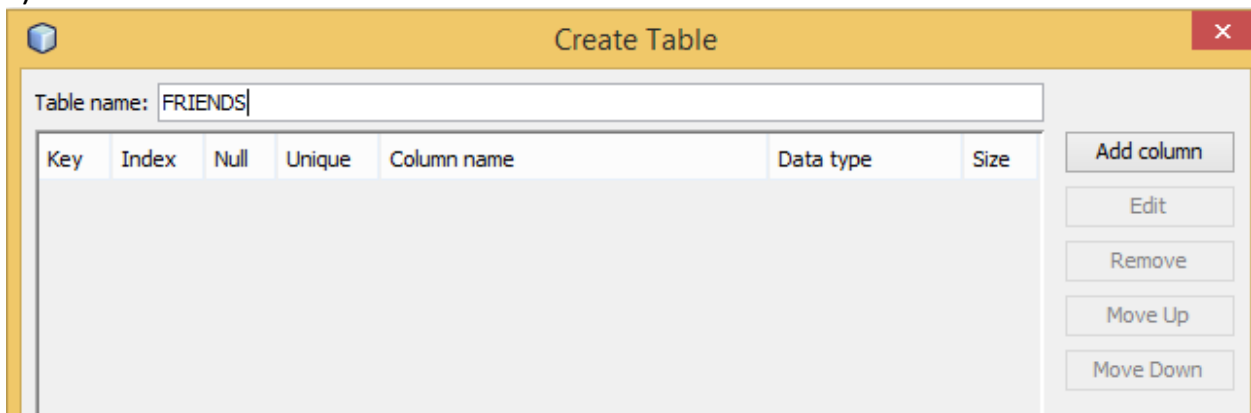 Create Table
Table name: FRIENDS
Key Index Null Unique Column name Data type Size
Add column
Edit
Remove
Move Up
Move Down